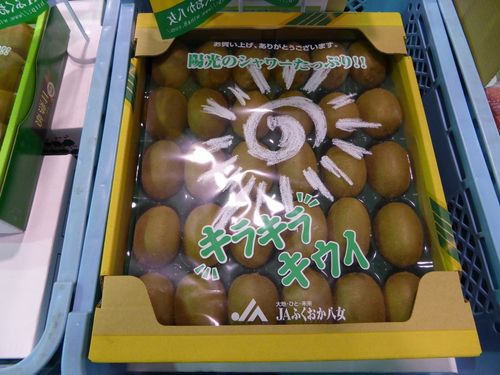 お買い上げ、ありがとうございます。
陽光のシャワーたっぷり!!
キラキラ
キウイ
大地・ひと・未来
JAふくおか八女